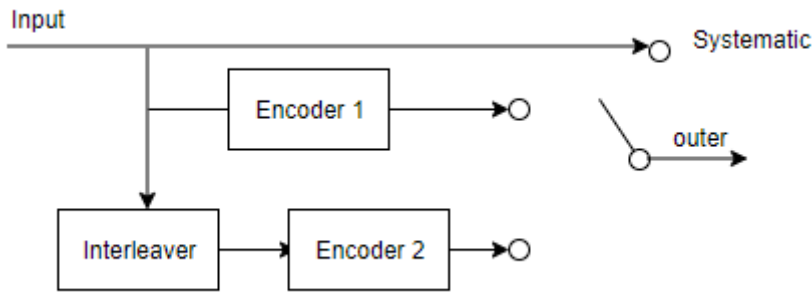 Input
Systematic
Encoder 1
outer
Interleaver
Encoder 2